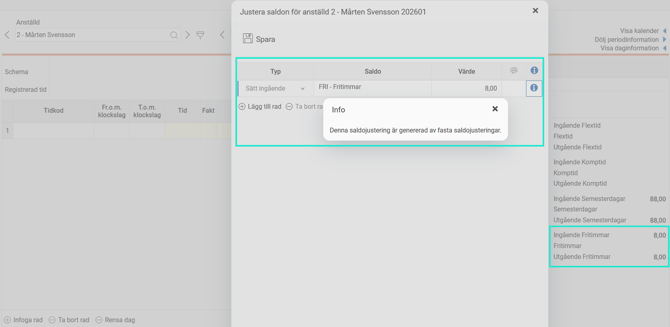 Anställd
2 - Mårten Svensson
Schema
Registrerad tid
Tidkod
Fr.o.m. klockslag
T.o.m. klockslag
Tid
Fakt
1
Infoga rad
Ta bort rad
Rensa dag
Justera saldon för anställd 2 - Mårten Svensson 202601
Spara
Typ
Saldo
Värde
Sätt ingående
FRI - Fritimmar
8,00
Lägg till rad
Ta bort ra
Info
Denna saldojustering är genererad av fasta saldojusteringar.
Visa kalender
Dölj periodinformation
Visa daginformation
Ingående Flextid
Flextid
Utgående Flextid
Ingående Komptid
Komptid
Utgående Komptid
Ingående Semesterdagar 88,00
Semesterdagar
Utgående Semesterdagar 88,00
Ingående Fritimmar 8,00
Fritimmar
Utgående Fritimmar 8,00